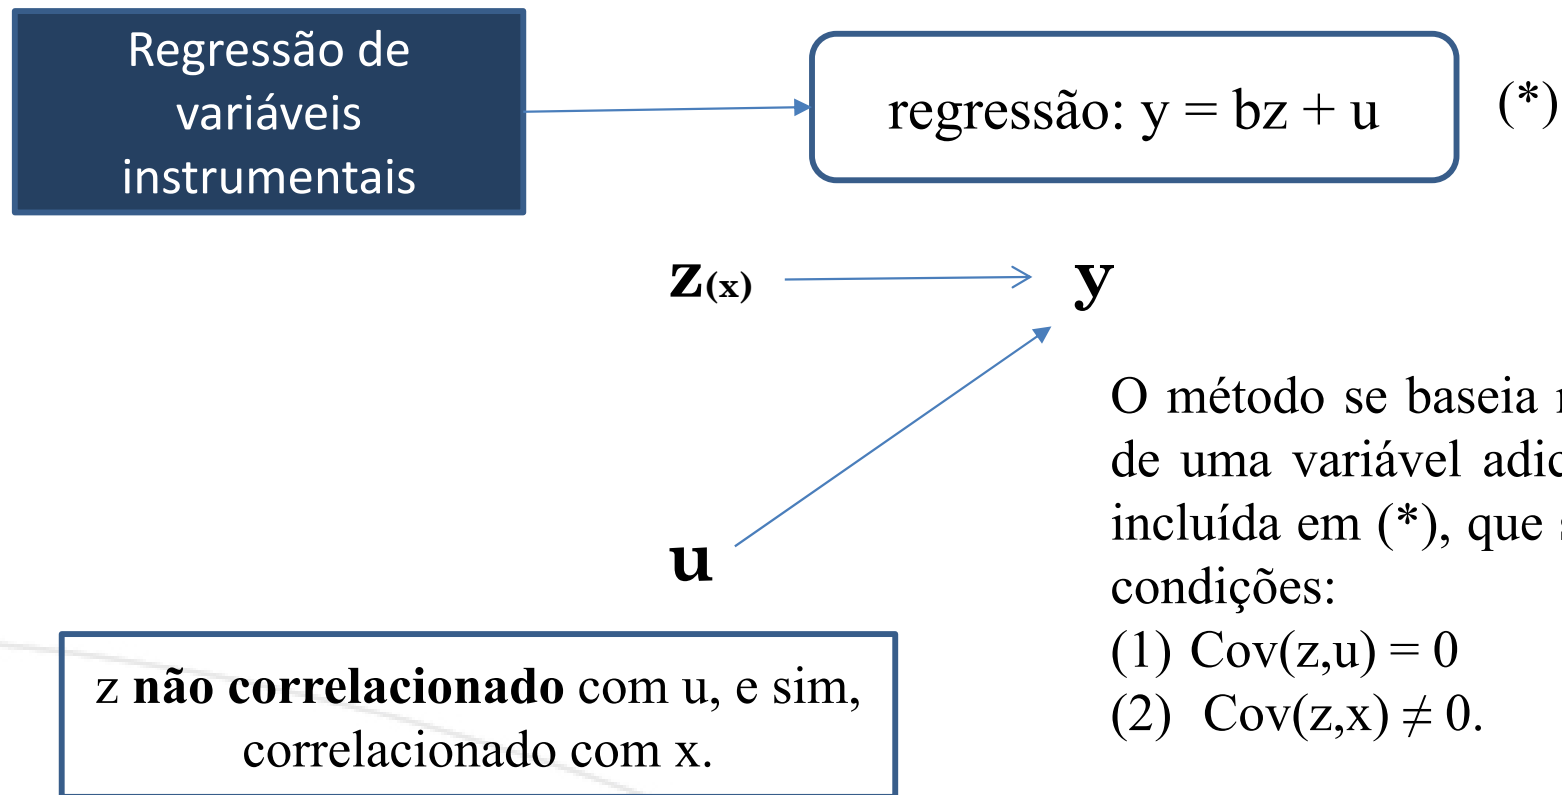 Regressão de
variáveis
instrumentais
regressão: y = bz + u
(*)
z(x)
y
u
O método se baseia
de uma variável
incluída em (*), que
condições:
(1) Cov(z,u) = 0
(2) Cov(z,x) ≠ 0.
z não correlacionado com u, e sim,
correlacionado com x.